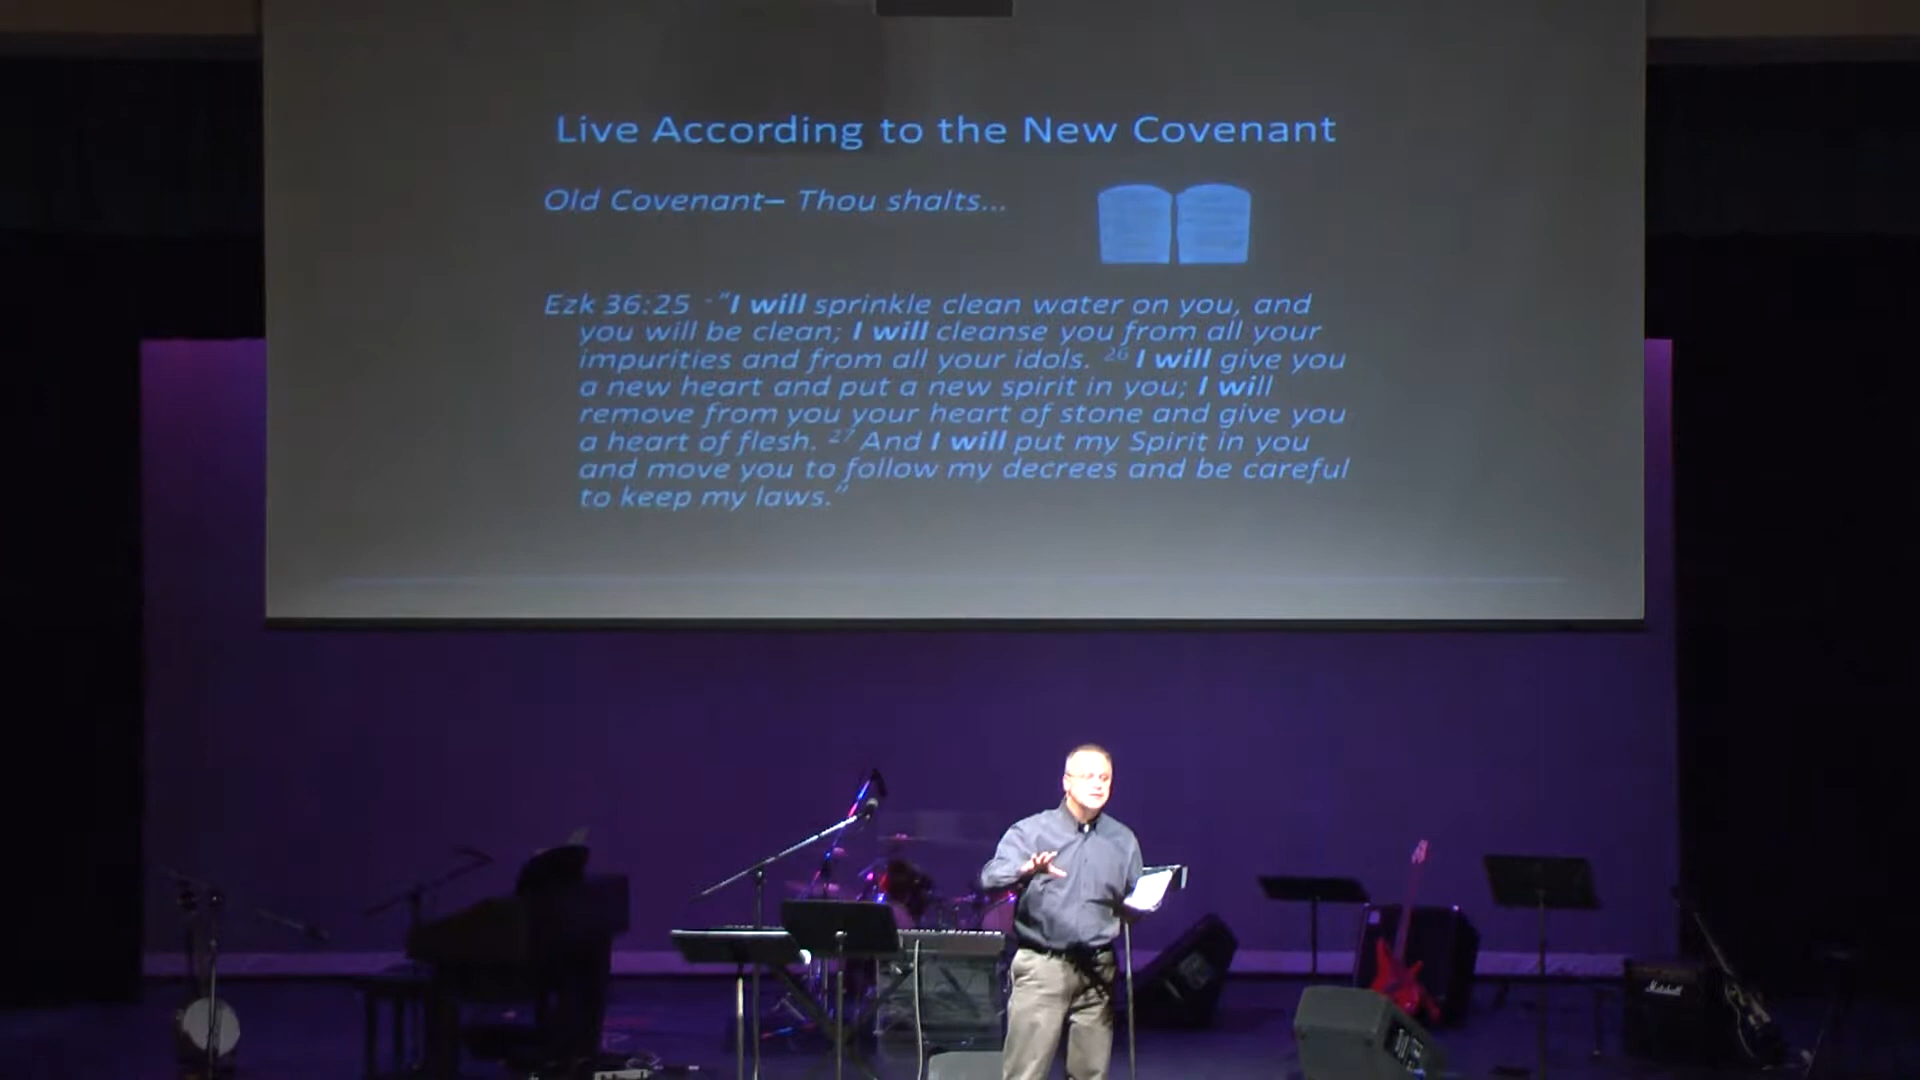 Live According to the New Covenant
Old Covenant– Thou shalts...
Ezk 36:25 -"I will sprinkle clean water on you, and
you will be clean; I will cleanse you from all your
impurities and from all your idols. 26 I will give you
a new heart and put a new spirit in you; I will
remove from you your heart of stone and give you
a heart of flesh. 27 And I will put my Spirit in you
and move you to follow my decrees and be careful
to keep my laws."
Marshall